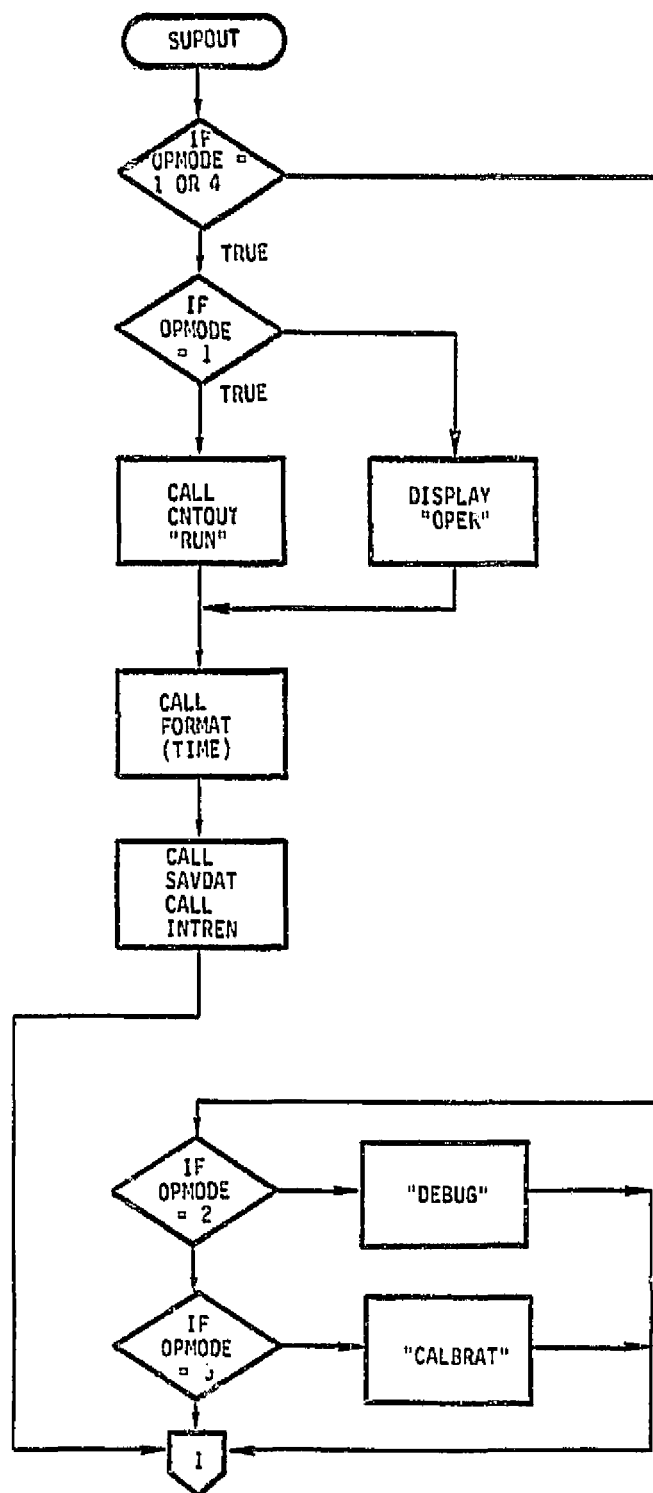 SUPOUT
IF
OPMODE =
1 OR 4
TRUE
IF
OPMODE
= 1
TRUE
CALL
CNTOUT
"RUN"
DISPLAY
"OPER"
CALL
FORMAT
(TIME)
CALL
SAVDAT
CALL
INTREN
IF
OPMODE
= 2
"DEBUG"
IF
OPMODE
=
"CALBRAT"
1